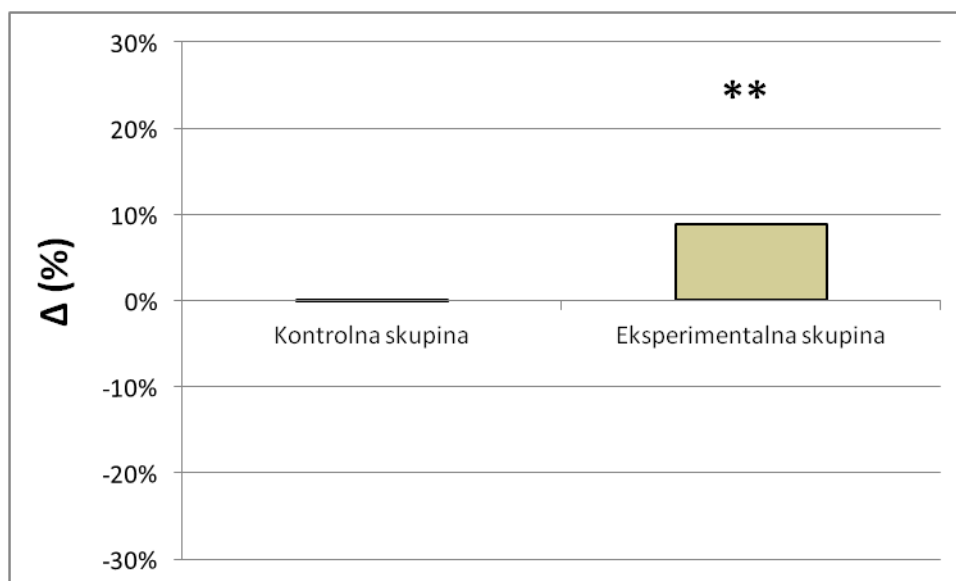 30%
**
20%
10%
Δ (%)
0%
Kontrolna skupina
Eksperimentalna skupina
-10%
-20%
-30%